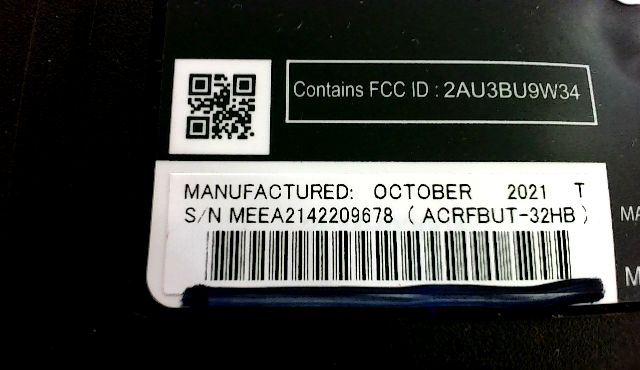 Contains FCC ID : 2AU3BU9W34
MANUFACTURED: OCTOBER 2021 T
S/N MEEA2142209678 ( ACRFBUT-32HB )